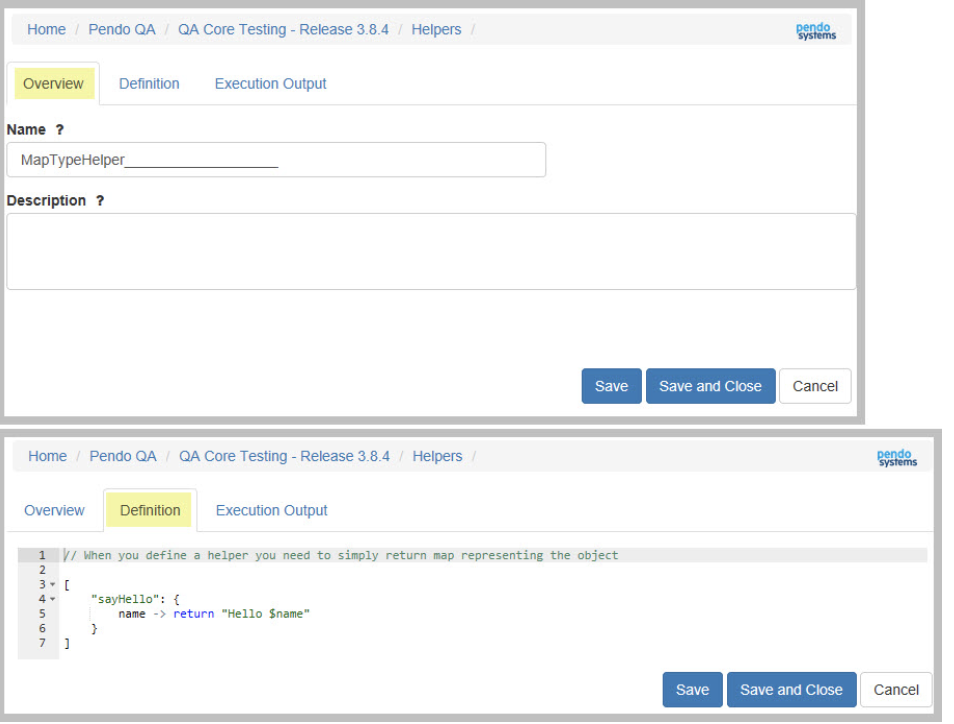 Home / Pendo QA / QA Core Testing - Release 3.8.4 / Helpers /
pendo
systems
Overview Definition Execution Output
Name ?
MapTypeHelper____________________
Description ?
Save Save and Close Cancel
Home / Pendo QA / QA Core Testing - Release 3.8.4 / Helpers /
pendo
systems
Overview Definition Execution Output
1 // When you define a helper you need to simply return map representing the object
2
3 [
4 "sayHello": {
5 name -> return "Hello $name"
6 }
7 ]
Save Save and Close Cancel